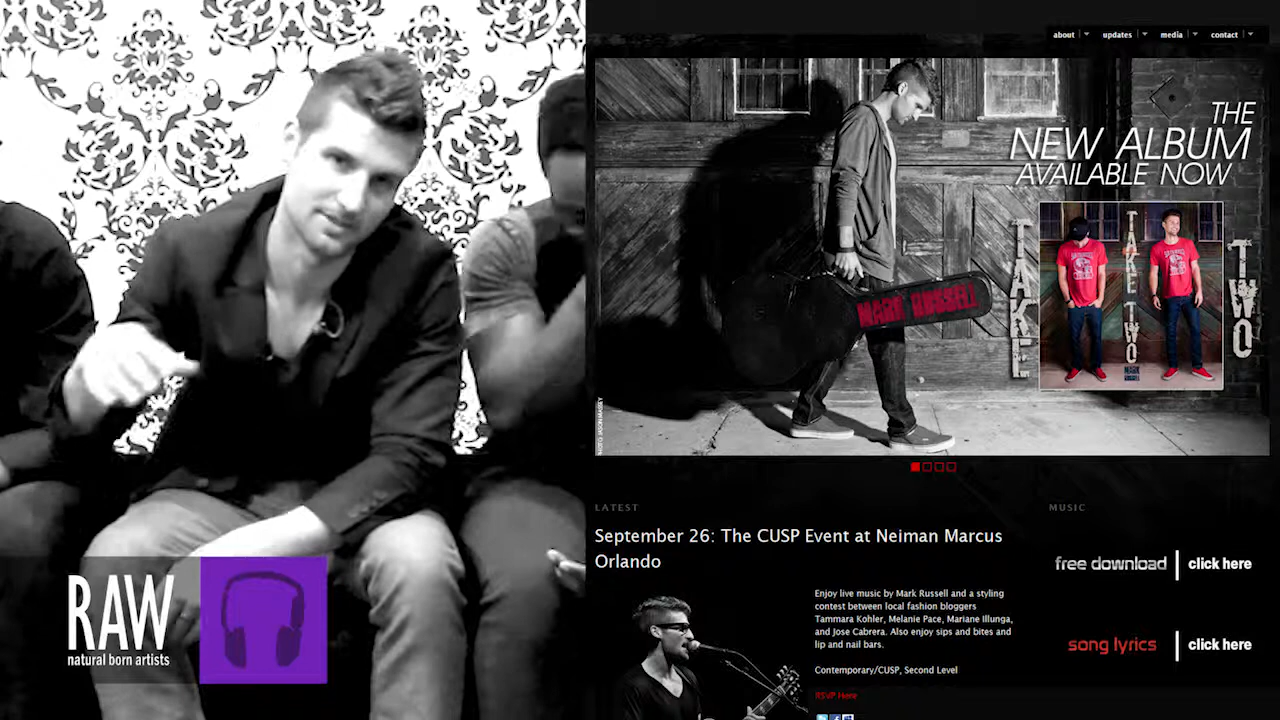 RAW
natural born artists
about
updates
media
contact
THE
NEW ALBUM
AVAILABLE NOW
TAKE
TAKE TWO
MARK
RUSSELL
TWO
MARK RUSSELL
LATEST
September 26: The CUSP Event at Neiman Marcus
Orlando
Enjoy live music by Mark Russell and a styling
contest between local fashion bloggers
Tammara Kohler, Melanie Pace, Mariane Illunga,
and Jose Cabrera. Also enjoy sips and bites and
lip and nail bars.
Contemporary/CUSP, Second Level
RSVP Here
MUSIC
free download
click here
song lyrics
click here